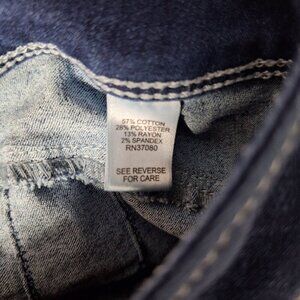 57% COTTON
28% POLYESTER
13% RAYON
2% SPANDEX
RN37080
SEE REVERSE
FOR CARE